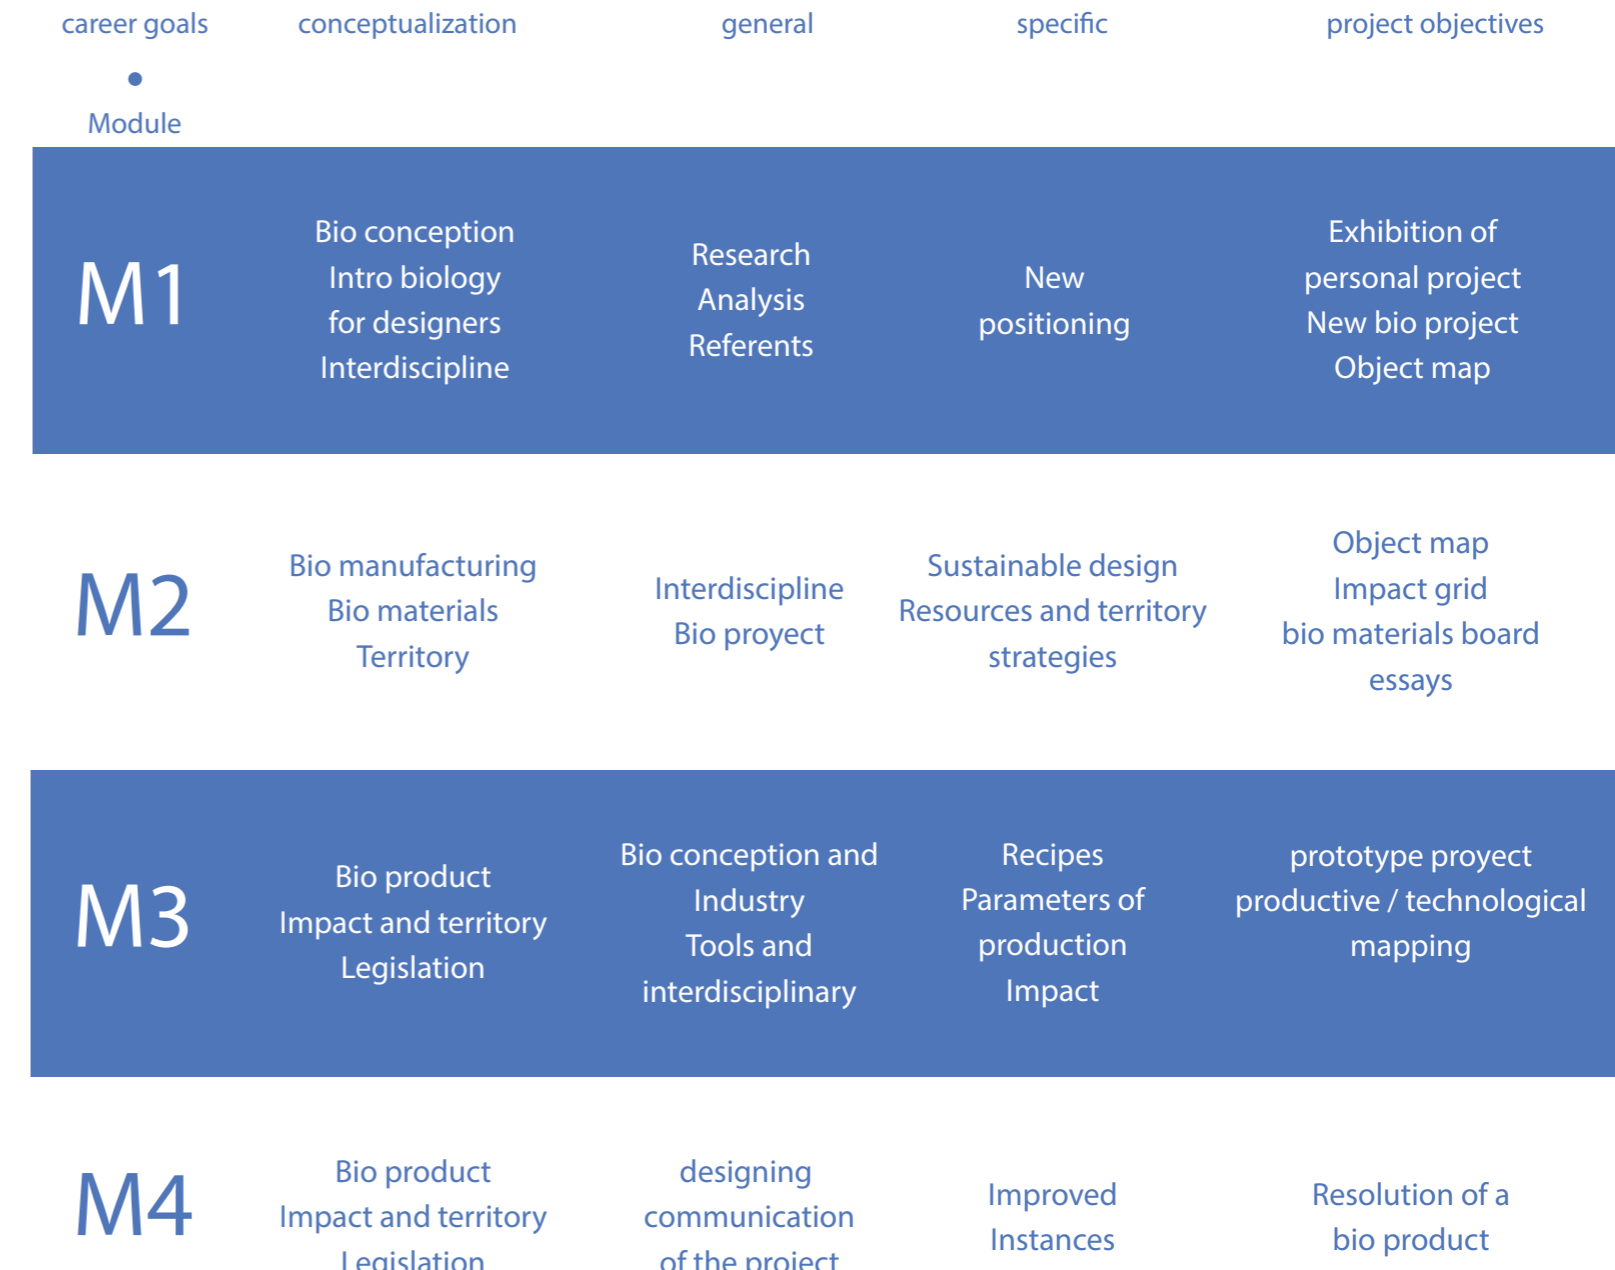 career goals
conceptualization
general
specific
project objectives
•
Module
M1
Bio conception
Intro biology
for designers
Interdiscipline
Research
Analysis
Referents
New
positioning
Exhibition of
personal project
New bio project
Object map
M2
Bio manufacturing
Bio materials
Territory
Interdiscipline
Bio proyect
Sustainable design
Resources and territory
strategies
Object map
Impact grid
bio materials board
essays
M3
Bio product
Impact and territory
Legislation
Bio conception and
Industry
Tools and
interdisciplinary
Recipes
Parameters of
production
Impact
prototype proyect
productive / technological
mapping
M4
Bio product
Impact and territory
Legislation
designing
communication
of the project
Improved
Instances
Resolution of a
bio product